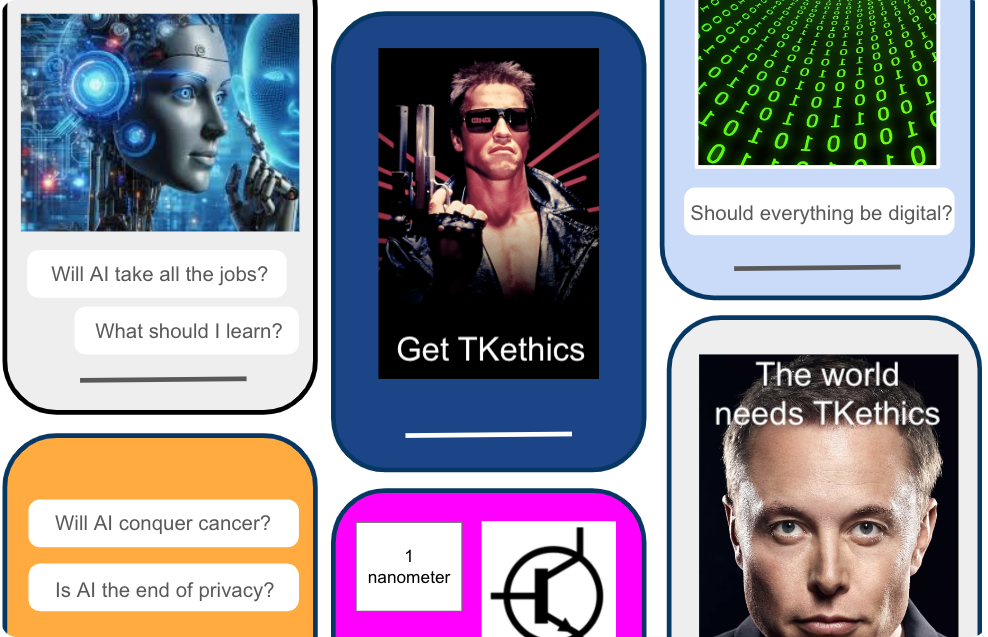 Will AI take all the jobs?
What should I learn?
Will AI conquer cancer?
Is AI the end of privacy?
Get TKethics
1
nanometer
Should everything be digital?
The world
needs TKethics